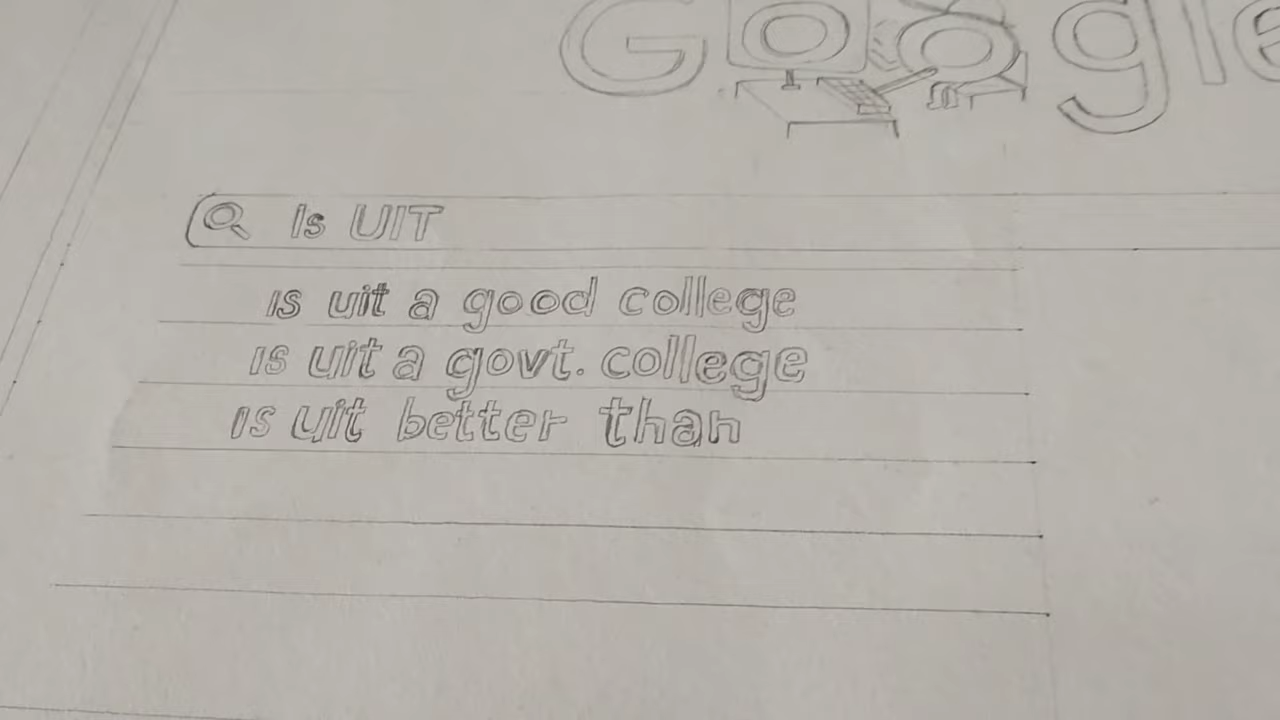 Google
Is UIT
is uit a good college
is uit a govt. college
is uit better than